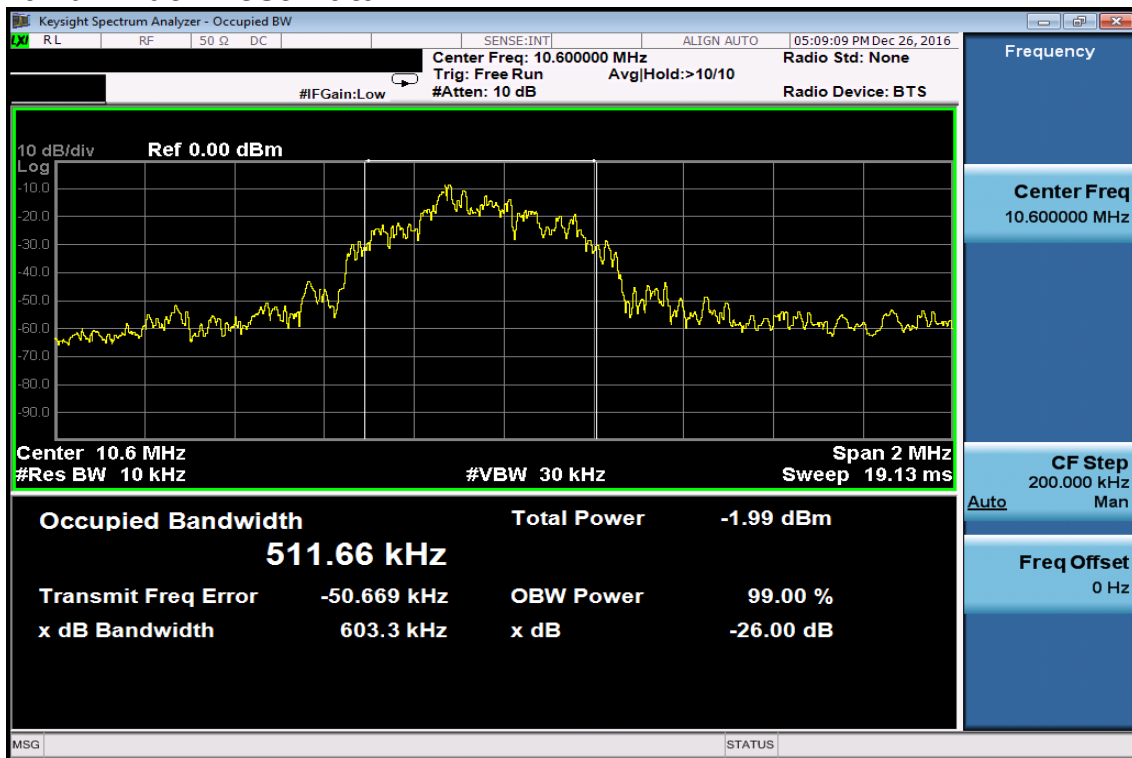 Keysight Spectrum Analyzer - Occupied BW
LXI RL RF 50 Ω DC SENSE:INT ALIGN AUTO 05:09:09 PM Dec 26, 2016
Center Freq: 10.600000 MHz Radio Std: None
Trig: Free Run Avg|Hold:>10/10
#IFGain:Low #Atten: 10 dB Radio Device: BTS
10 dB/div Ref 0.00 dBm
Log
-10.0
-20.0
-30.0
-40.0
-50.0
-60.0
-70.0
-80.0
-90.0
Center 10.6 MHz Span 2 MHz
#Res BW 10 kHz #VBW 30 kHz Sweep 19.13 ms
Occupied Bandwidth Total Power -1.99 dBm
511.66 kHz
Transmit Freq Error -50.669 kHz OBW Power 99.00 %
x dB Bandwidth 603.3 kHz x dB -26.00 dB
MSG STATUS
Frequency
Center Freq
10.600000 MHz
CF Step
200.000 kHz
Auto Man
Freq Offset
0 Hz